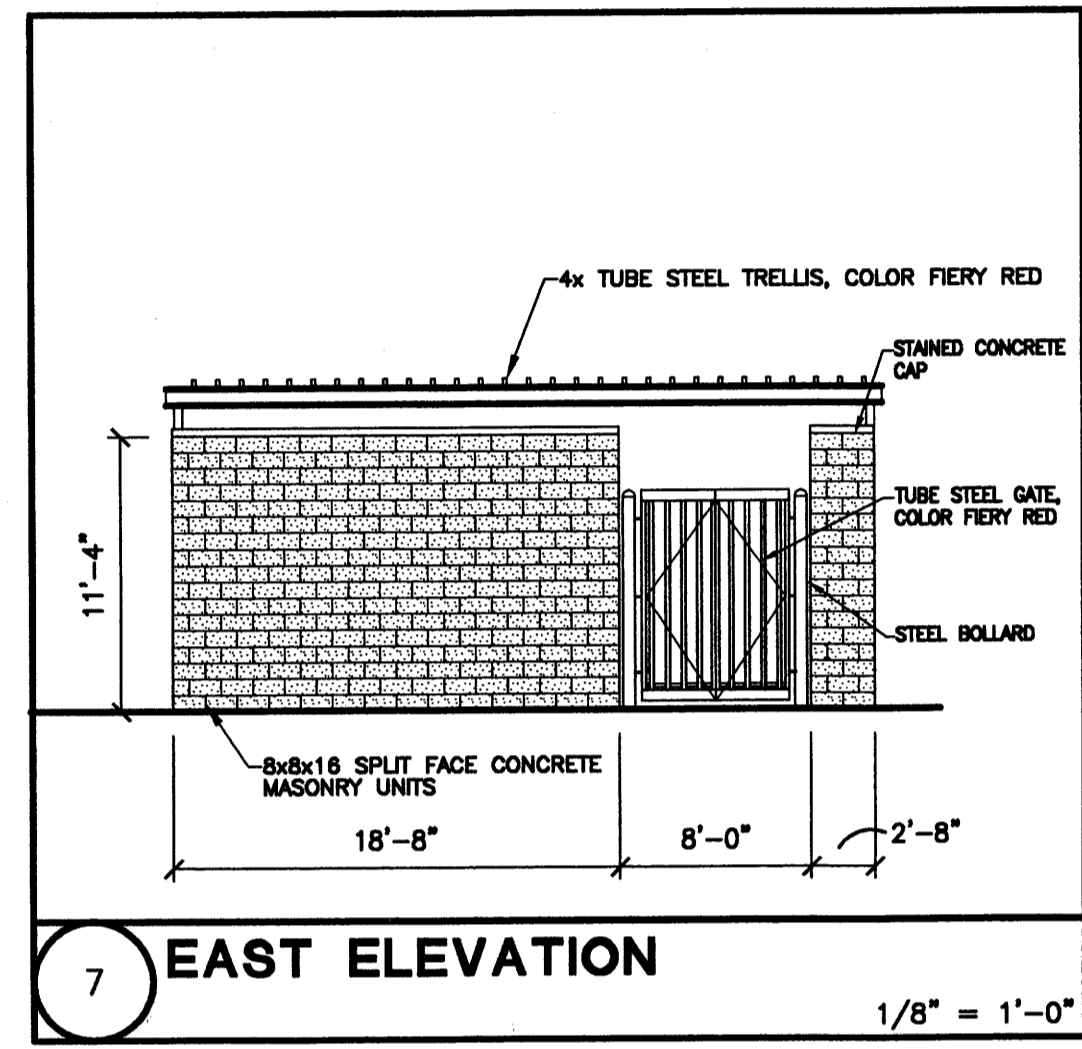 4x TUBE STEEL TRELLIS, COLOR FIERY RED
STAINED CONCRETE
CAP
TUBE STEEL GATE,
COLOR FIERY RED
11'-4"
STEEL BOLLARD
8x8x16 SPLIT FACE CONCRETE
MASONRY UNITS
18'-8"
8'-0"
2'-8"
7
EAST ELEVATION
1/8" = 1'-0"